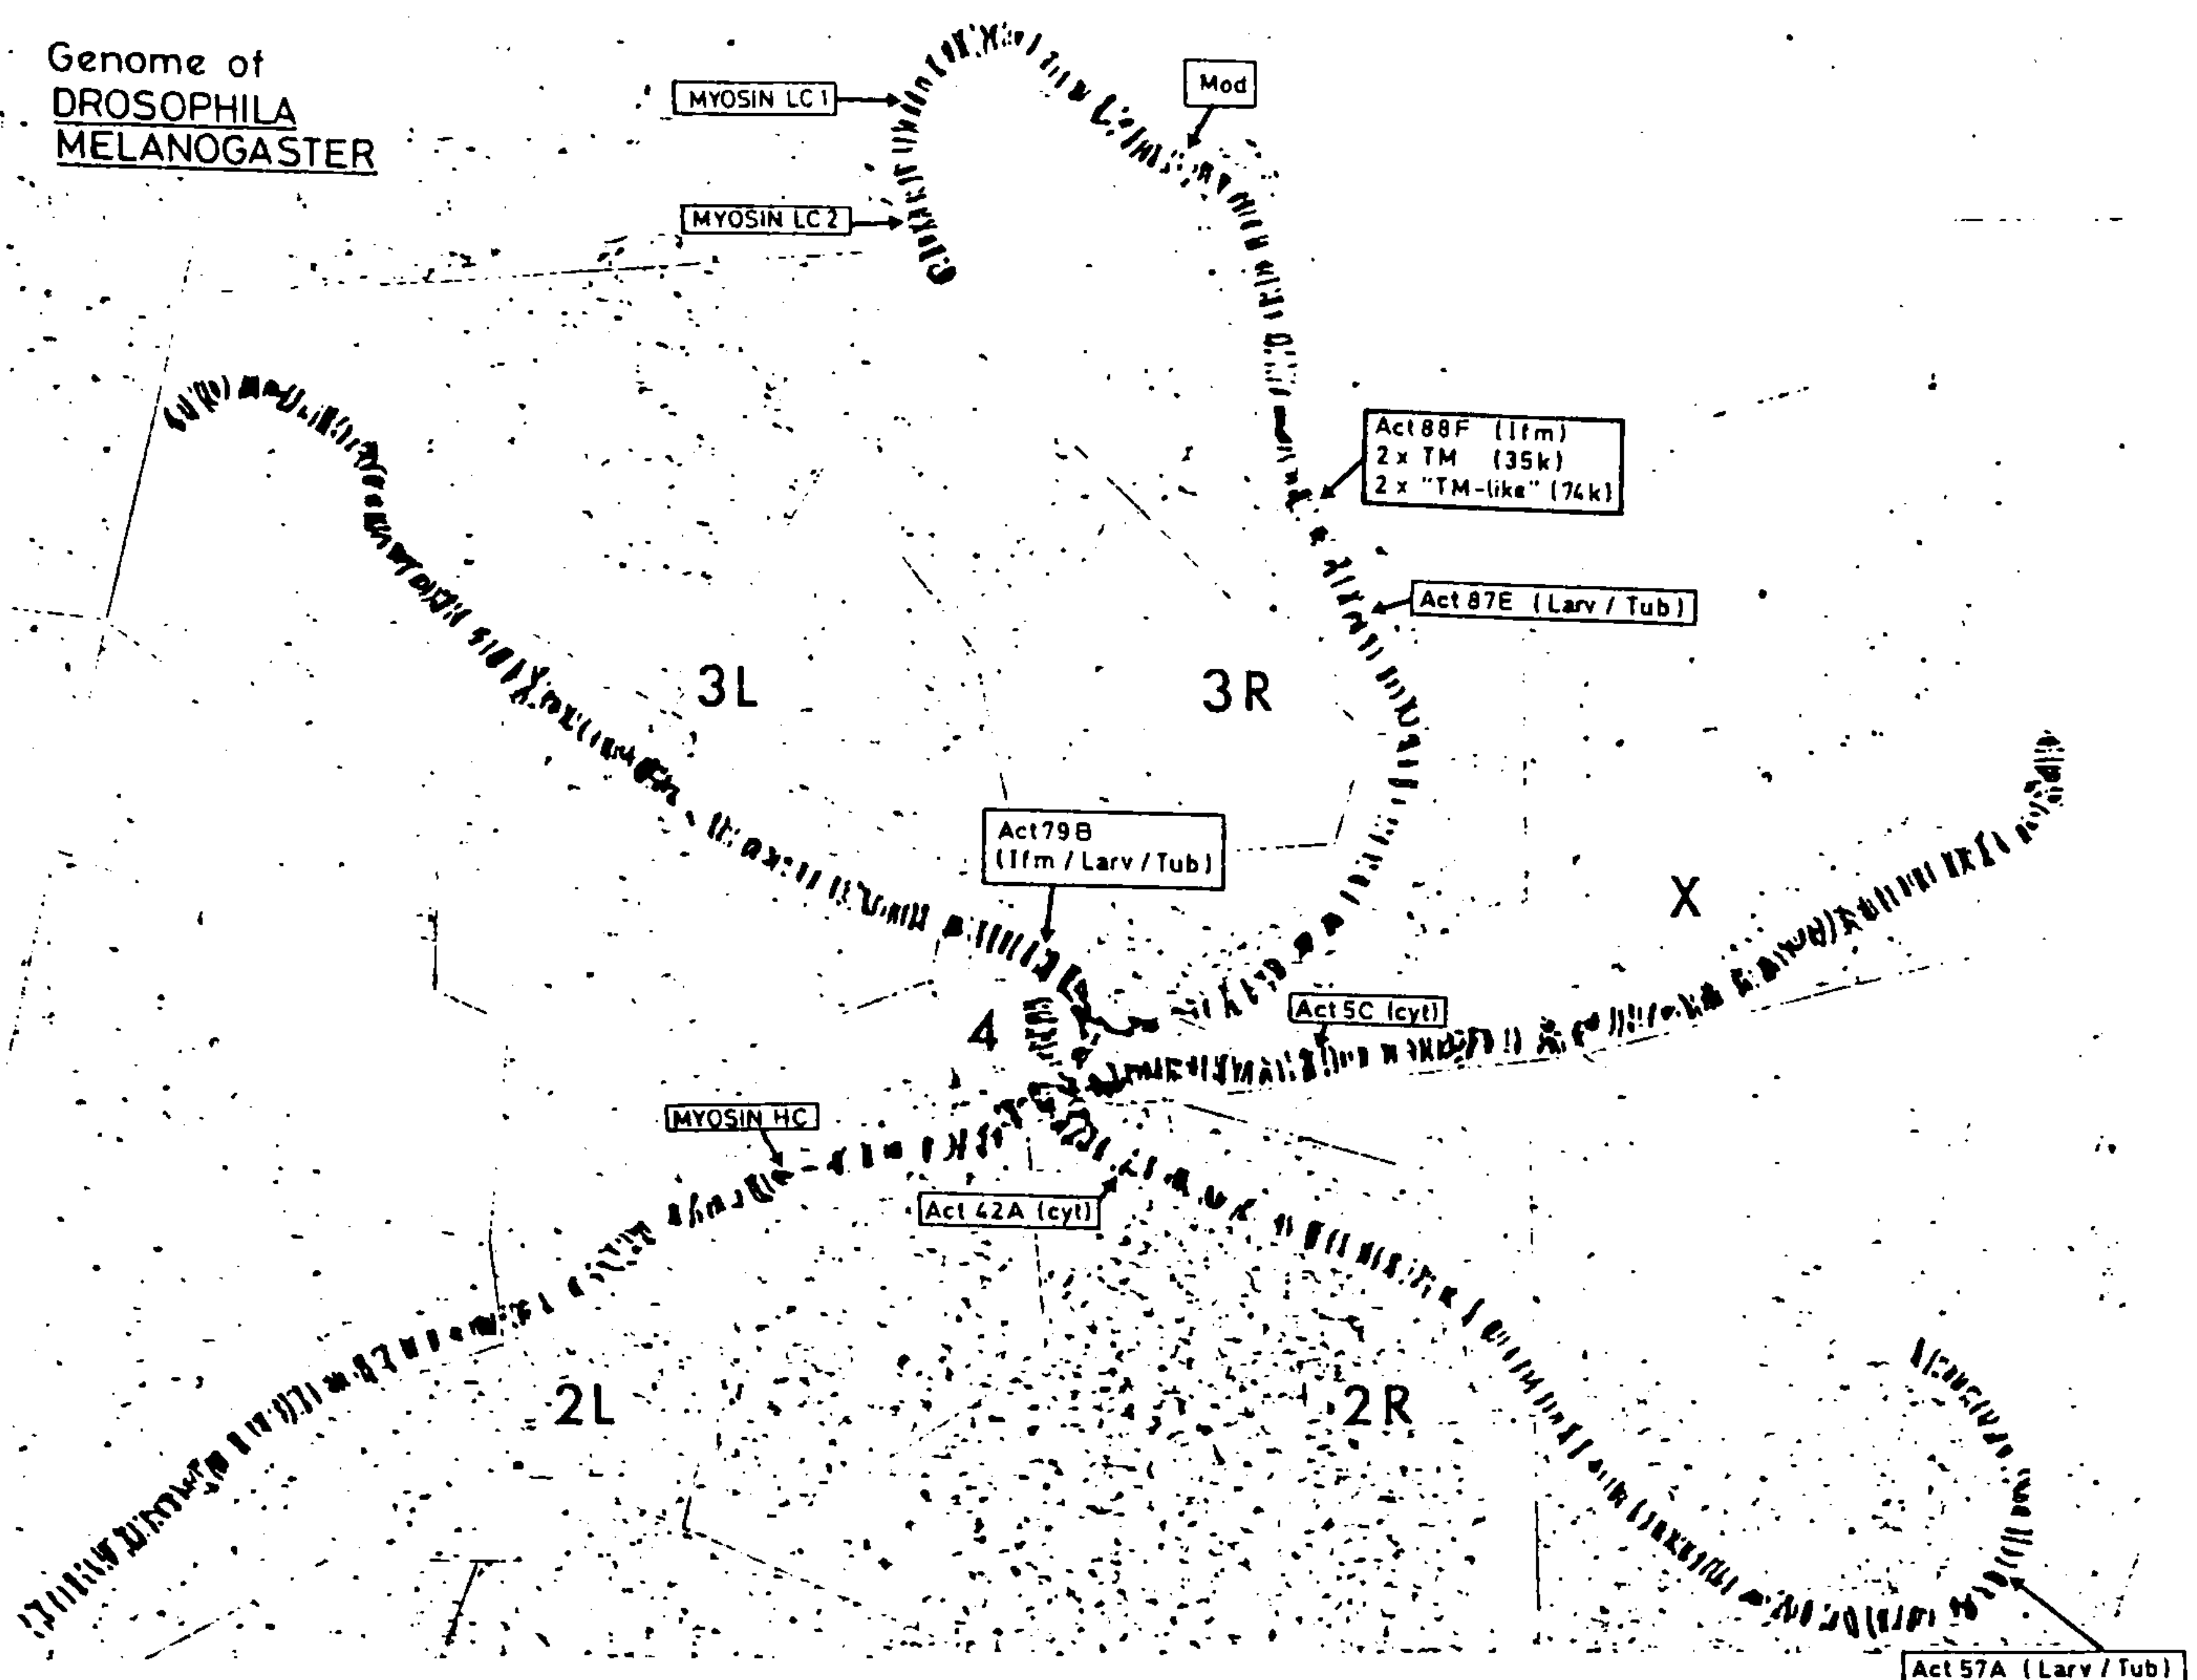 Genome of
DROSOPHILA
MELANOGASTER
MYOSIN LC1
Mod
MYOSIN LC2
Act 88F (Ifm)
2 x TM (35k)
2 x "TM-like" (74k)
Act 87E (Larv / Tub)
3L
3R
Act 79B
(Ifm / Larv / Tub)
X
4
Act 5C (cyt)
MYOSIN HC
Act 42A (cyt)
2L
2R
Act 57A (Larv / Tub)